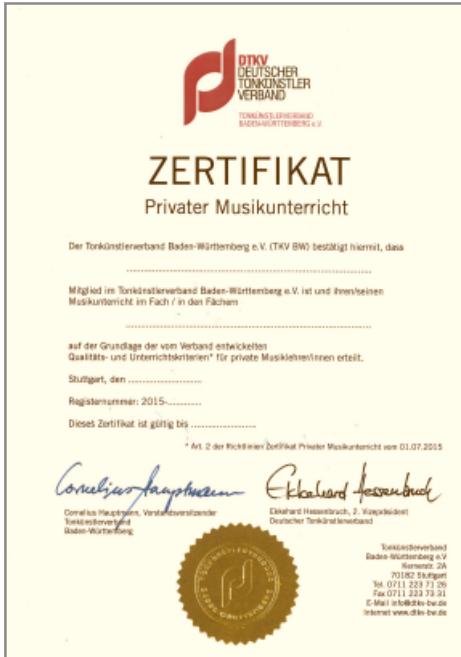 DTKV
DEUTSCHER
TONKÜNSTLER
VERBAND
TONKÜNSTLERVERBAND
BADEN-WÜRTTEMBERG e.V.
ZERTIFIKAT
Privater Musikunterricht
Der Tonkünstlerverband Baden-Württemberg e.V. (TKV BW) bestätigt hiermit, dass
Mitglied im Tonkünstlerverband Baden-Württemberg e.V. ist und ihren/seinen
Musikunterricht im Fach / in den Fächern
auf der Grundlage der vom Verband entwickelten
Qualitäts- und Unterrichtskriterien* für private Musiklehrer/innen erteilt.
Stuttgart, den ......................
Registernummer: 2015-..........
Dieses Zertifikat ist gültig bis ....................
* Art. 2 der Richtlinien Zertifikat Privater Musikunterricht vom 01.07.2015
Cornelius Hauptmann
Ekkehard Hessenbruch
Cornelius Hauptmann, Vorstandsvorsitzender
Tonkünstlerverband
Baden-Württemberg
Ekkehard Hessenbruch, 2. Vizepräsident
Deutscher Tonkünstlerverband
Tonkünstlerverband
Baden-Württemberg e.V
Kernerstr. 2A
70182 Stuttgart
Tel. 0711 223 71 26
Fax 0711 223 73 31
E-Mail info@dtkv-bw.de
Internet www.dtkv-bw.de